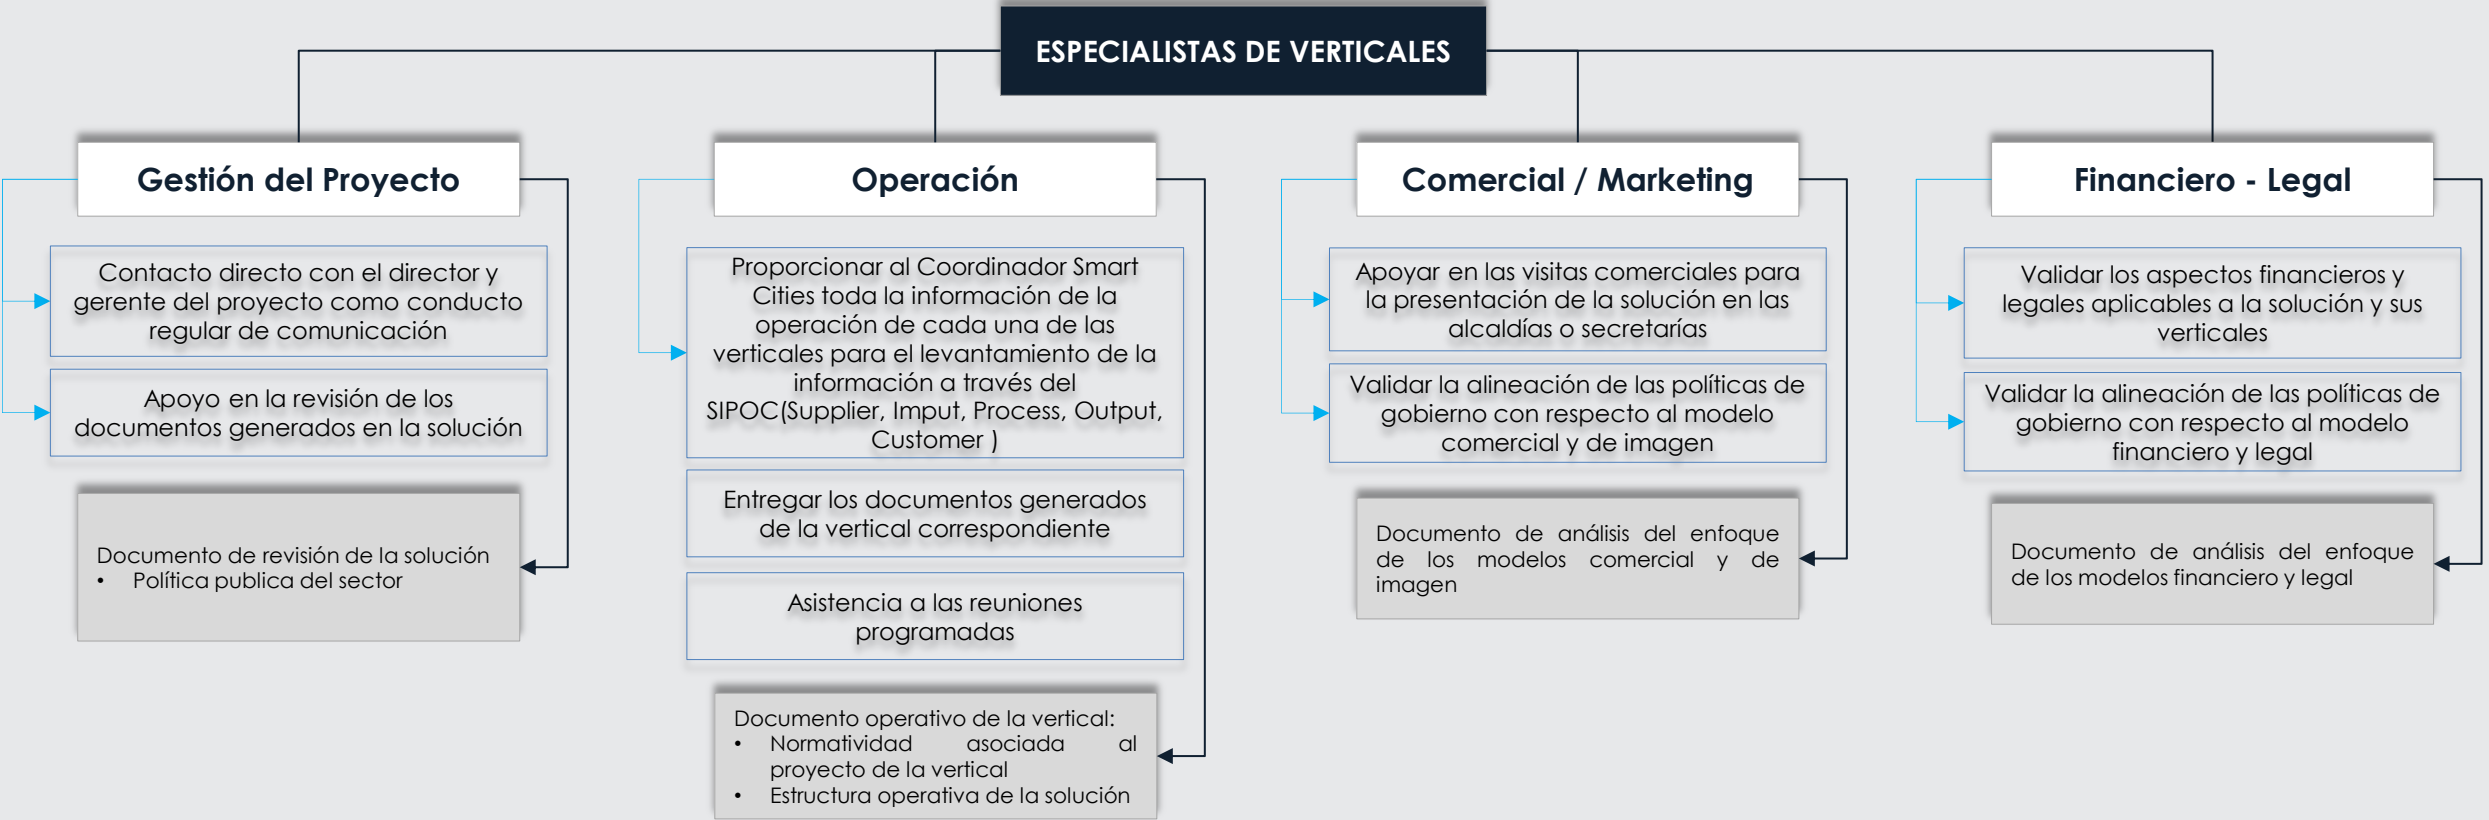 ESPECIALISTAS DE VERTICALES
Gestión del Proyecto
Contacto directo con el director y
gerente del proyecto como conducto
regular de comunicación
Apoyo en la revisión de los
documentos generados en la solución
Documento de revisión de la solución
• Política publica del sector
Operación
Proporcionar al Coordinador Smart
Cities toda la información de la
operación de cada una de las
verticales para el levantamiento de la
información a través del
SIPOC(Supplier, Imput, Process, Output,
Customer )
Entregar los documentos generados
de la vertical correspondiente
Asistencia a las reuniones
programadas
Documento operativo de la vertical:
• Normatividad asociada al
proyecto de la vertical
• Estructura operativa de la solución
Comercial / Marketing
Apoyar en las visitas comerciales para
la presentación de la solución en las
alcaldías o secretarías
Validar la alineación de las políticas de
gobierno con respecto al modelo
comercial y de imagen
Documento de análisis del enfoque
de los modelos comercial y de
imagen
Financiero - Legal
Validar los aspectos financieros y
legales aplicables a la solución y sus
verticales
Validar la alineación de las políticas de
gobierno con respecto al modelo
financiero y legal
Documento de análisis del enfoque
de los modelos financiero y legal